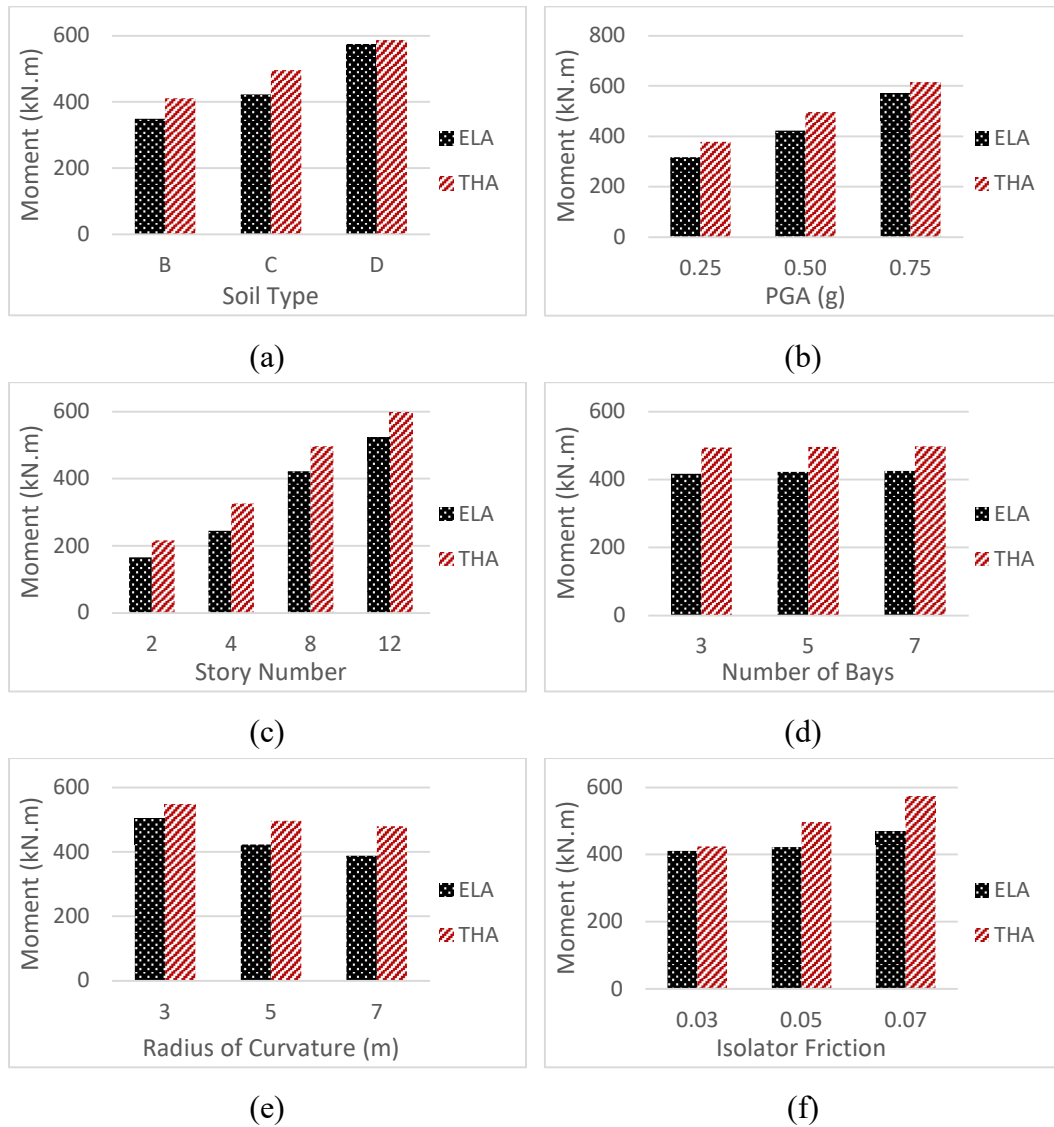 Moment (kN.m)
600
400
200
0
B C D
Soil Type
ELA
THA
(a)
Moment (kN.m)
800
600
400
200
0
0.25 0.50 0.75
PGA (g)
ELA
THA
(b)
Moment (kN.m)
600
400
200
0
2 4 8 12
Story Number
ELA
THA
(c)
Moment (kN.m)
600
400
200
0
3 5 7
Number of Bays
ELA
THA
(d)
Moment (kN.m)
600
400
200
0
3 5 7
Radius of Curvature (m)
ELA
THA
(e)
Moment (kN.m)
600
400
200
0
0.03 0.05 0.07
Isolator Friction
ELA
THA
(f)